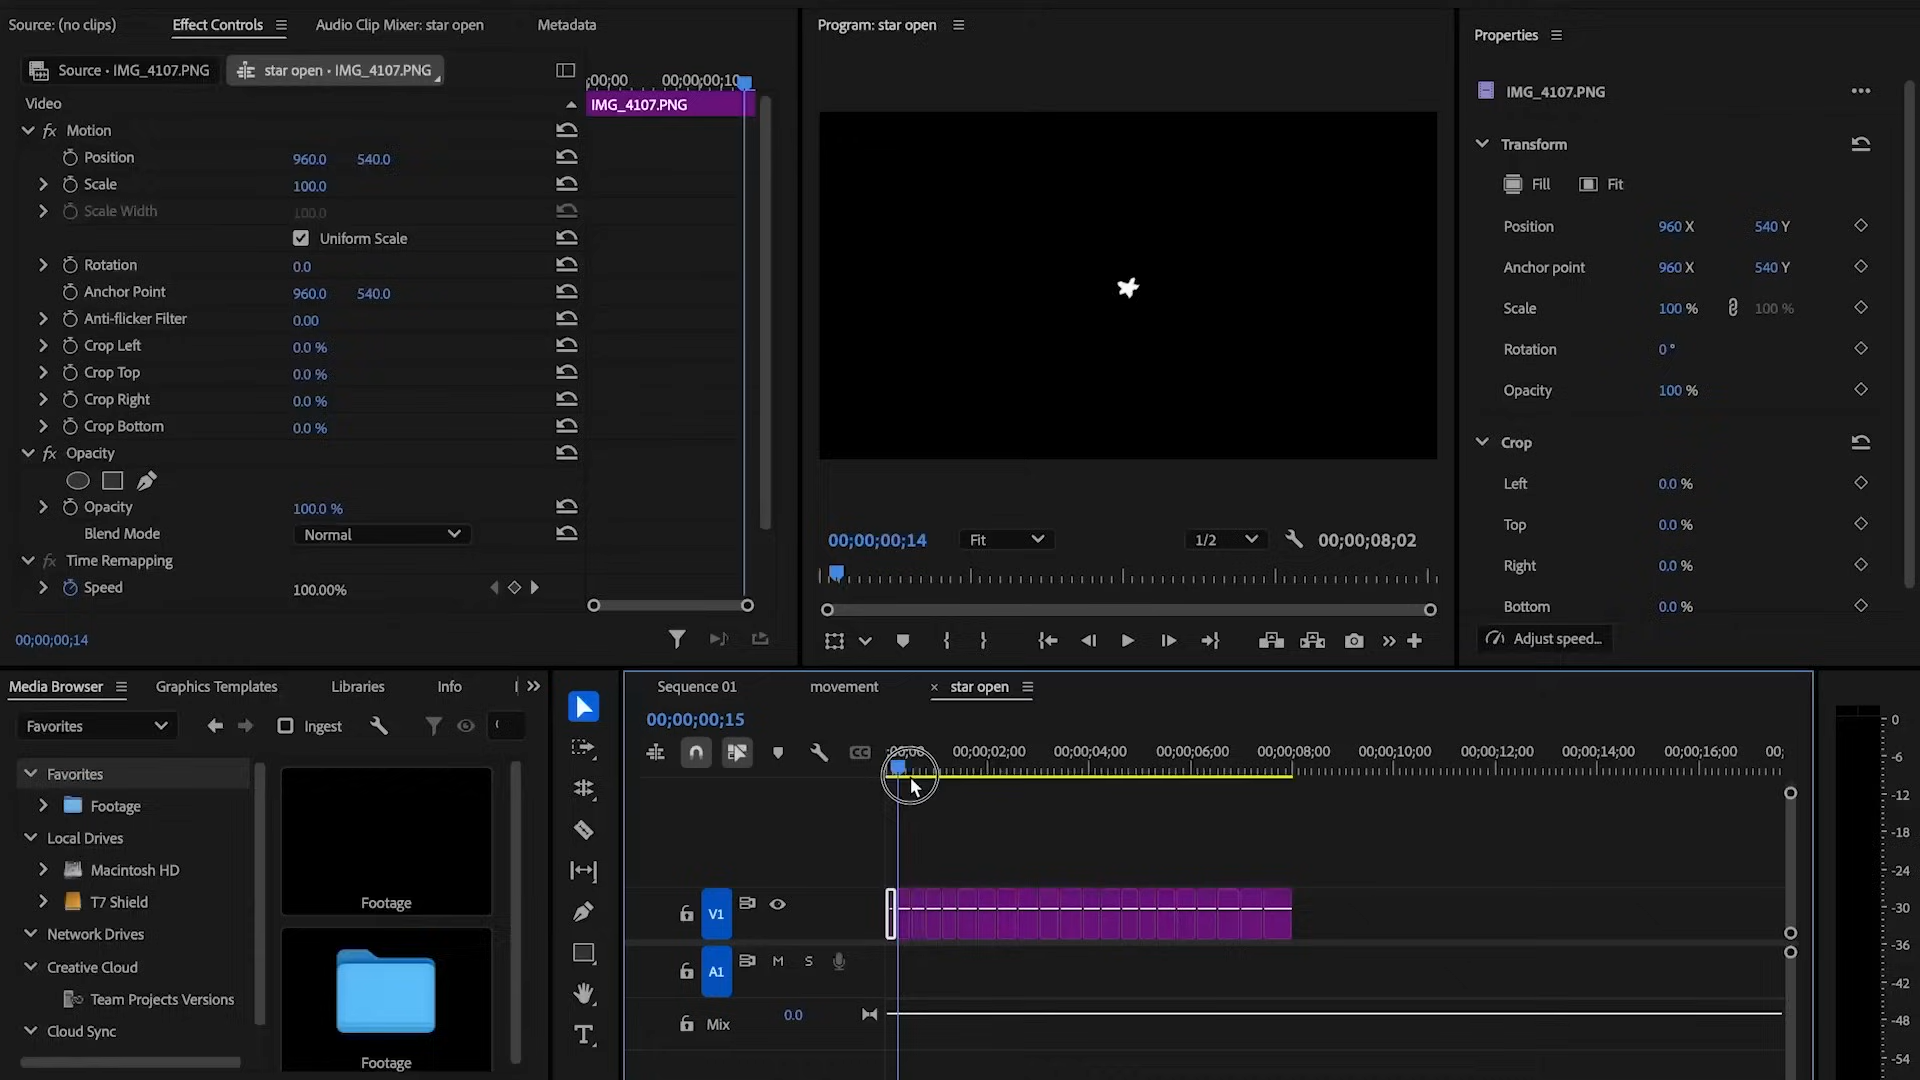 Source: (no clips)
Effect Controls
Audio Clip Mixer: star open
Metadata
Source • IMG_4107.PNG
star open • IMG_4107.PNG
;00;00
00;00;00;10
Video
IMG_4107.PNG
fx Motion
Position 960.0 540.0
Scale 100.0
Scale Width 100.0
Uniform Scale
Rotation 0.0
Anchor Point 960.0 540.0
Anti-flicker Filter 0.00
Crop Left 0.0 %
Crop Top 0.0 %
Crop Right 0.0 %
Crop Bottom 0.0 %
fx Opacity
Opacity 100.0 %
Blend Mode Normal
fx Time Remapping
Speed 100.00%
00;00;00;14
Program: star open
00;00;00;14
Fit
1/2
00;00;08;02
Properties
IMG_4107.PNG
Transform
Fill Fit
Position 960 X 540 Y
Anchor point 960 X 540 Y
Scale 100 % 100 %
Rotation 0 °
Opacity 100 %
Crop
Left 0.0 %
Top 0.0 %
Right 0.0 %
Bottom 0.0 %
Adjust speed...
Media Browser
Graphics Templates
Libraries
Info
Favorites
Ingest
Favorites
Footage
Local Drives
Macintosh HD
T7 Shield
Network Drives
Creative Cloud
Team Projects Versions
Cloud Sync
Footage
Footage
T
Sequence 01
movement
× star open
00;00;00;15
CC
;00;00
00;00;02;00
00;00;04;00
00;00;06;00
00;00;08;00
00;00;10;00
00;00;12;00
00;00;14;00
00;00;16;00
00;
V1
A1
M S
Mix 0.0
0
-6
-12
-18
-24
-30
-36
-42
-48
-54